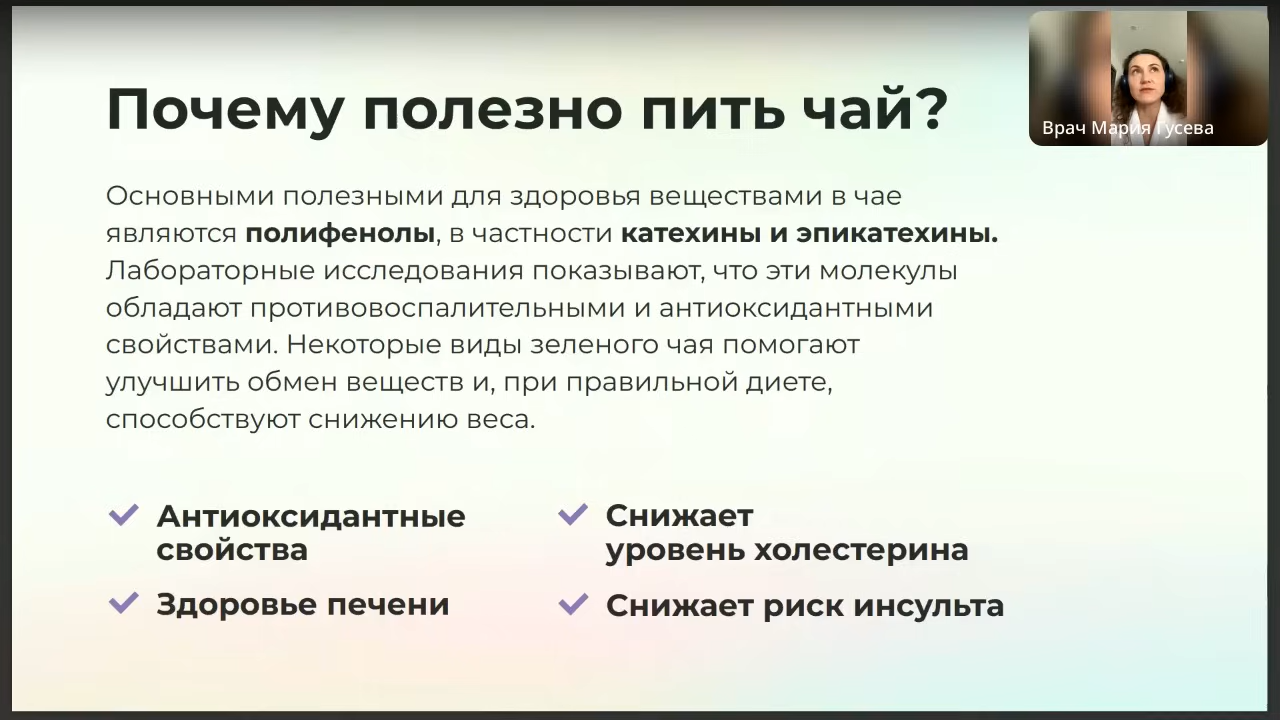 Почему полезно пить чай?
Врач Мария Гусева
Основными полезными для здоровья веществами в чае
являются полифенолы, в частности катехины и эпикатехины.
Лабораторные исследования показывают, что эти молекулы
обладают противовоспалительными и антиоксидантными
свойствами. Некоторые виды зеленого чая помогают
улучшить обмен веществ и, при правильной диете,
способствуют снижению веса.
Антиоксидантные
свойства
Здоровье печени
Снижает
уровень холестерина
Снижает риск инсульта